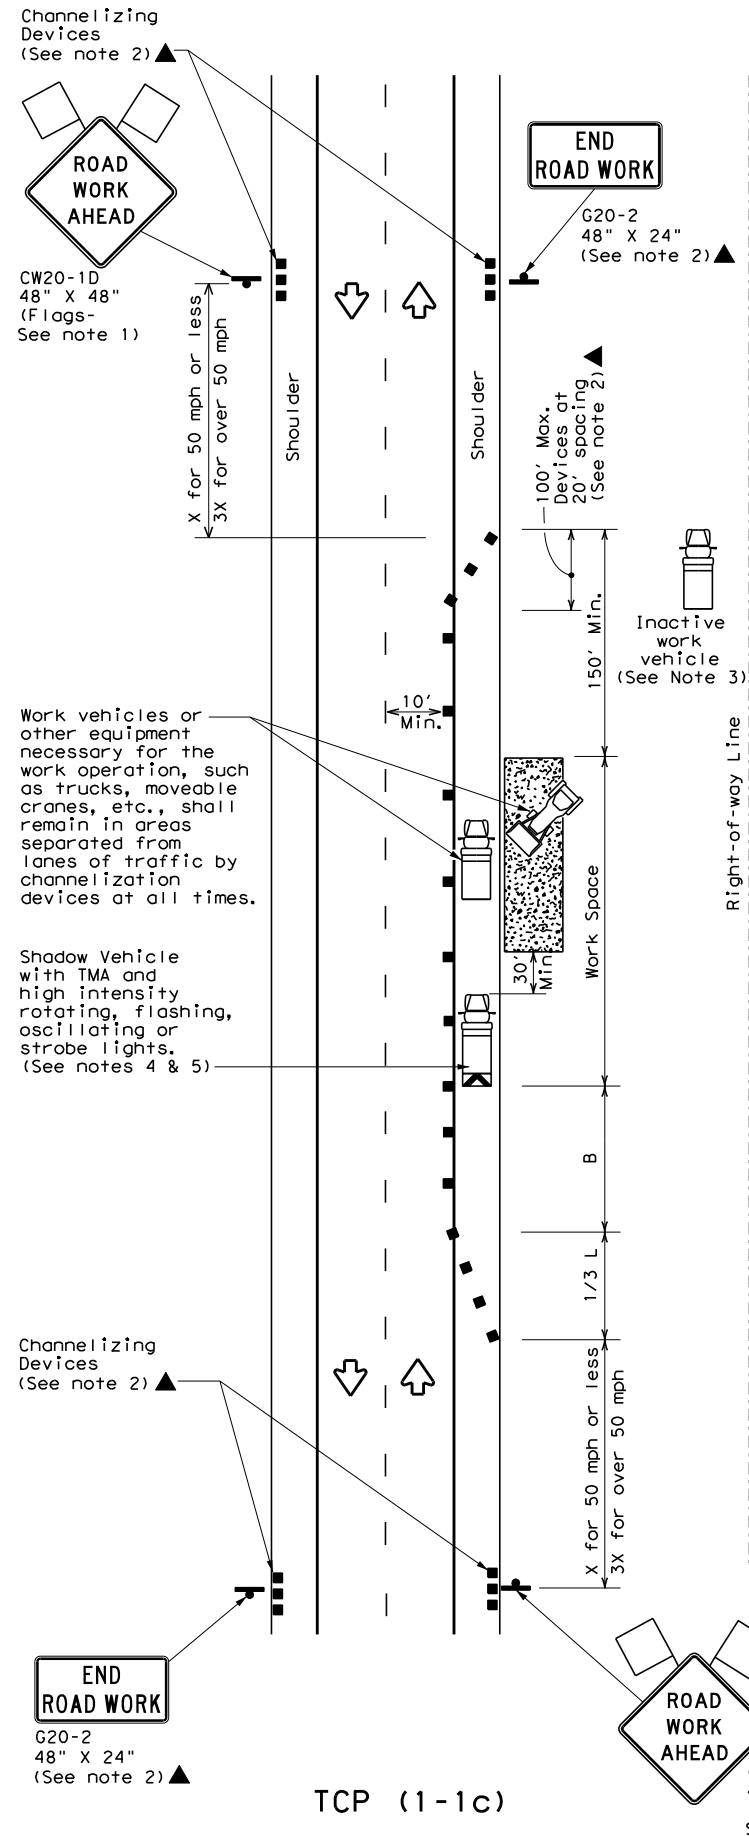 Channelizing
Devices
(See note 2)
ROAD
WORK
AHEAD
CW20-1D
48" X 48"
(Flags-
See note 1)
END
ROAD WORK
G20-2
48" X 24"
(See note 2)
X for 50 mph or less
3X for over 50 mph
Shoulder
Shoulder
100' Max.
Devices at
20' spacing
(See note 2)
150' Min.
Inactive
work
vehicle
(See Note 3)
10'
Min.
Work vehicles or
other equipment
necessary for the
work operation, such
as trucks, moveable
cranes, etc., shall
remain in areas
separated from
lanes of traffic by
channelization
devices at all times.
Right-of-way Line
Work Space
30'
Min.
Shadow Vehicle
with TMA and
high intensity
rotating, flashing,
oscillating or
strobe lights.
(See notes 4 & 5)
B
1/3 L
Channelizing
Devices
(See note 2)
X for 50 mph or less
3X for over 50 mph
END
ROAD WORK
G20-2
48" X 24"
(See note 2)
ROAD
WORK
AHEAD
TCP (1-1c)